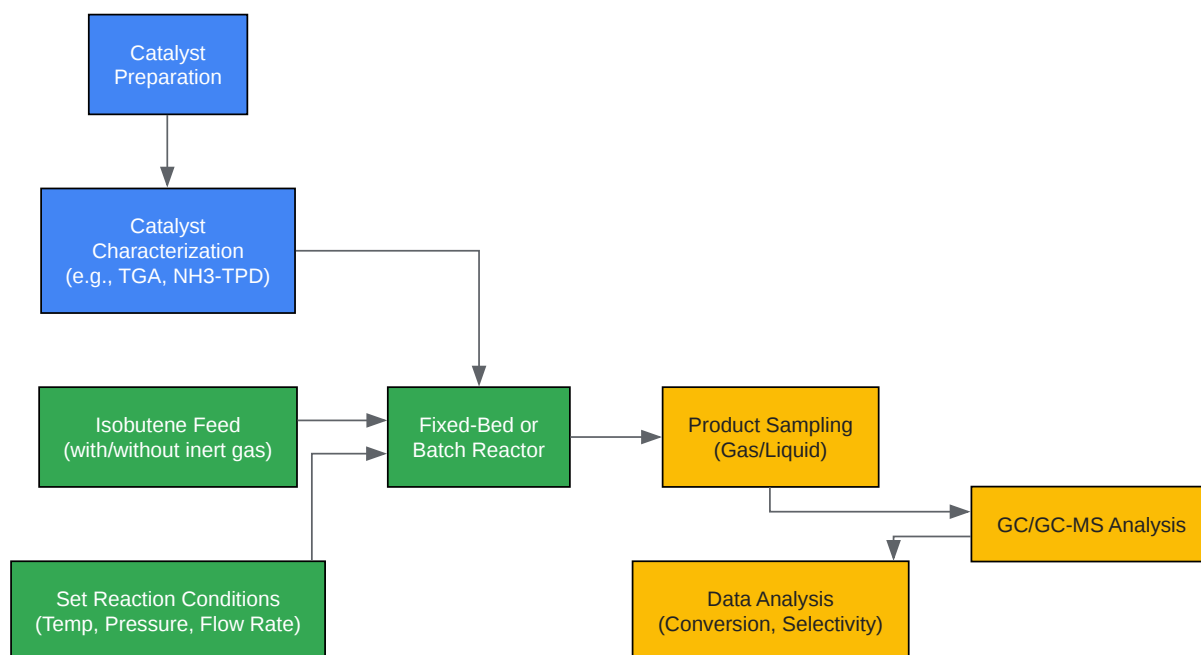 Catalyst
Preparation
Catalyst
Characterization
(e.g., TGA, NH3-TPD)
Isobutene Feed
(with/without inert gas)
Fixed-Bed or
Batch Reactor
Product Sampling
(Gas/Liquid)
GC/GC-MS Analysis
Set Reaction Conditions
(Temp, Pressure, Flow Rate)
Data Analysis
(Conversion, Selectivity)